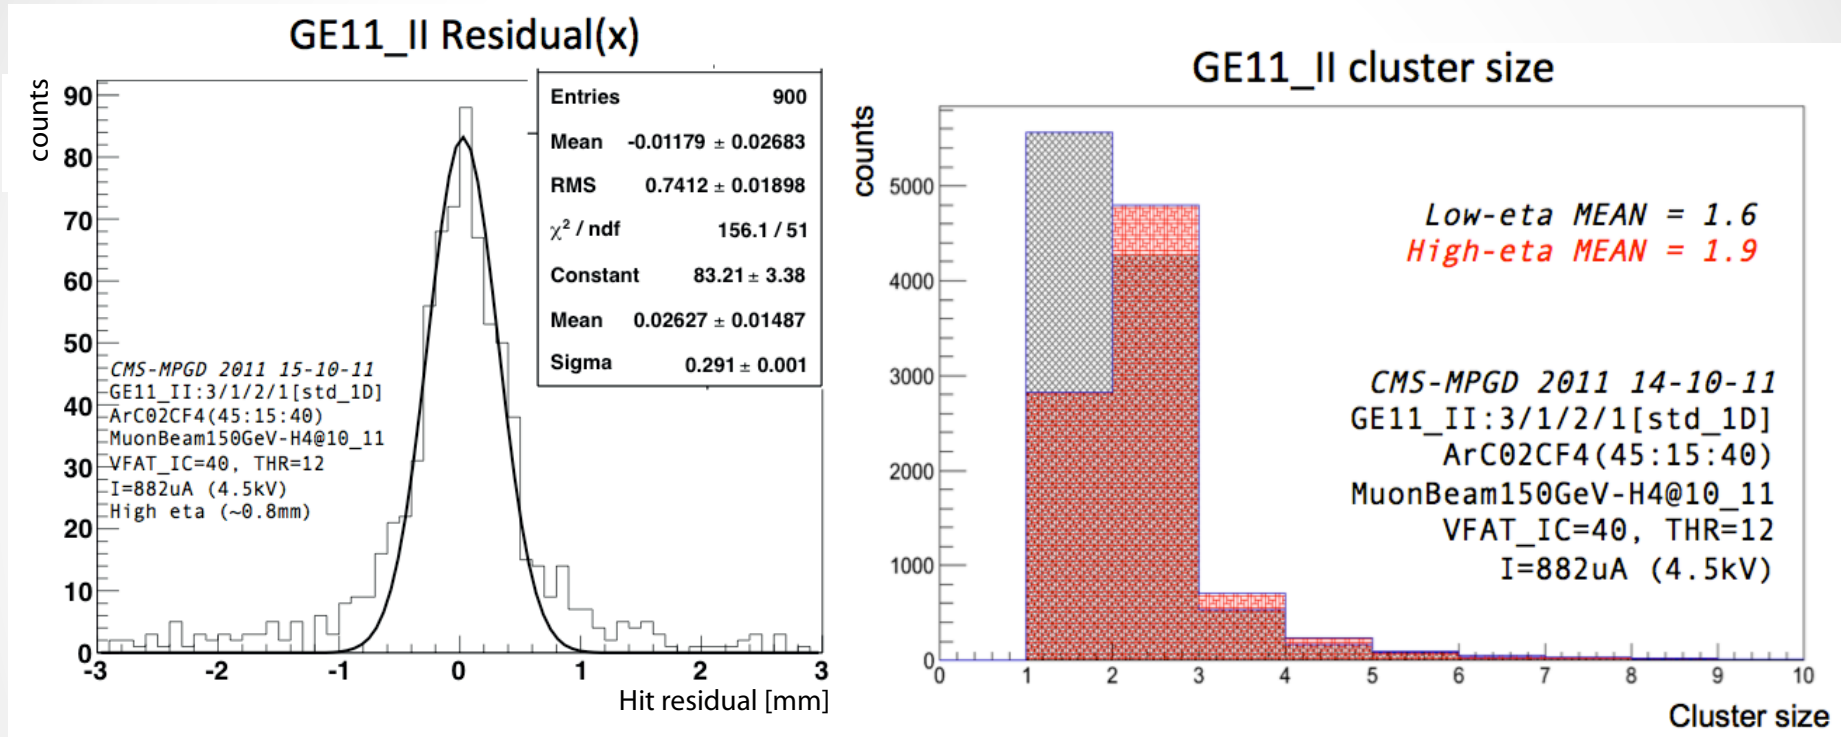 GE11_II Residual(x)
counts
90
80
70
60
50
40
30
20
10
0
-3 -2 -1 0 1 2 3
Hit residual [mm]
Entries 900
Mean -0.01179 ± 0.02683
RMS 0.7412 ± 0.01898
χ² / ndf 156.1 / 51
Constant 83.21 ± 3.38
Mean 0.02627 ± 0.01487
Sigma 0.291 ± 0.001
CMS-MPGD 2011 15-10-11
GE11_II:3/1/2/1[std_1D]
ArCO2CF4(45:15:40)
MuonBeam150GeV-H4@10_11
VFAT_IC=40, THR=12
I=882uA (4.5kV)
High eta (~0.8mm)
GE11_II cluster size
counts
5000
4000
3000
2000
1000
0
0 1 2 3 4 5 6 7 8 9 10
Cluster size
Low-eta MEAN = 1.6
High-eta MEAN = 1.9
CMS-MPGD 2011 14-10-11
GE11_II:3/1/2/1[std_1D]
ArCO2CF4(45:15:40)
MuonBeam150GeV-H4@10_11
VFAT_IC=40, THR=12
I=882uA (4.5kV)